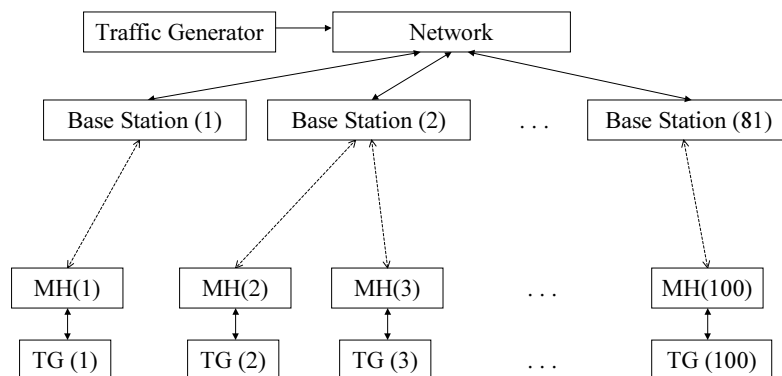 Traffic Generator
Network
Base Station (1)
Base Station (2)
. . .
Base Station (81)
MH(1)
MH(2)
MH(3)
. . .
MH(100)
TG (1)
TG (2)
TG (3)
. . .
TG (100)